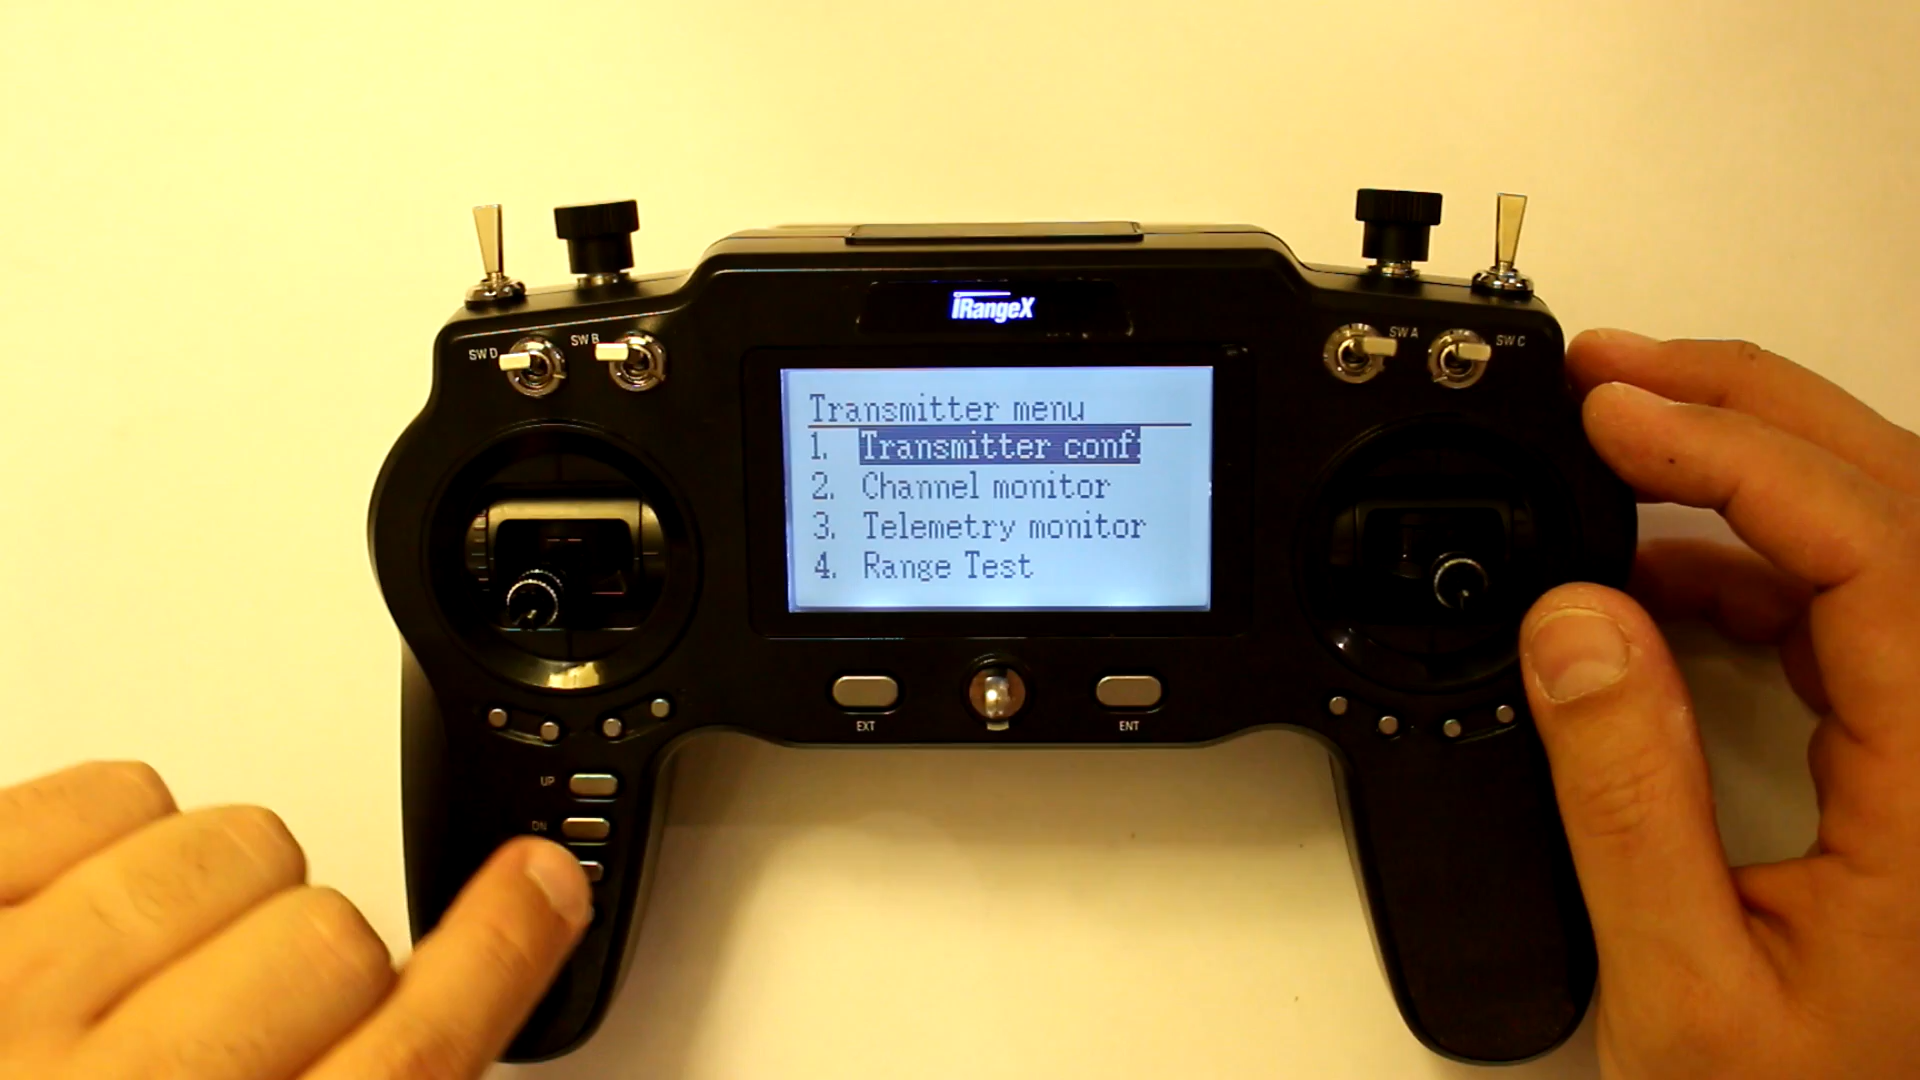 iRangeX
SW D
SW B
SW A
SW C
Transmitter menu
1. Transmitter conf
2. Channel monitor
3. Telemetry monitor
4. Range Test
EXT
ENT
UP
DN